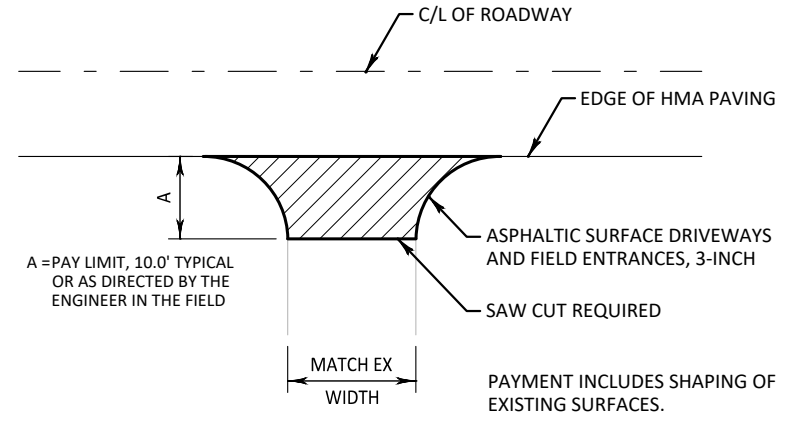 C/L OF ROADWAY
EDGE OF HMA PAVING
A
A =PAY LIMIT, 10.0' TYPICAL
OR AS DIRECTED BY THE
ENGINEER IN THE FIELD
ASPHALTIC SURFACE DRIVEWAYS
AND FIELD ENTRANCES, 3-INCH
SAW CUT REQUIRED
MATCH EX
WIDTH
PAYMENT INCLUDES SHAPING OF
EXISTING SURFACES.